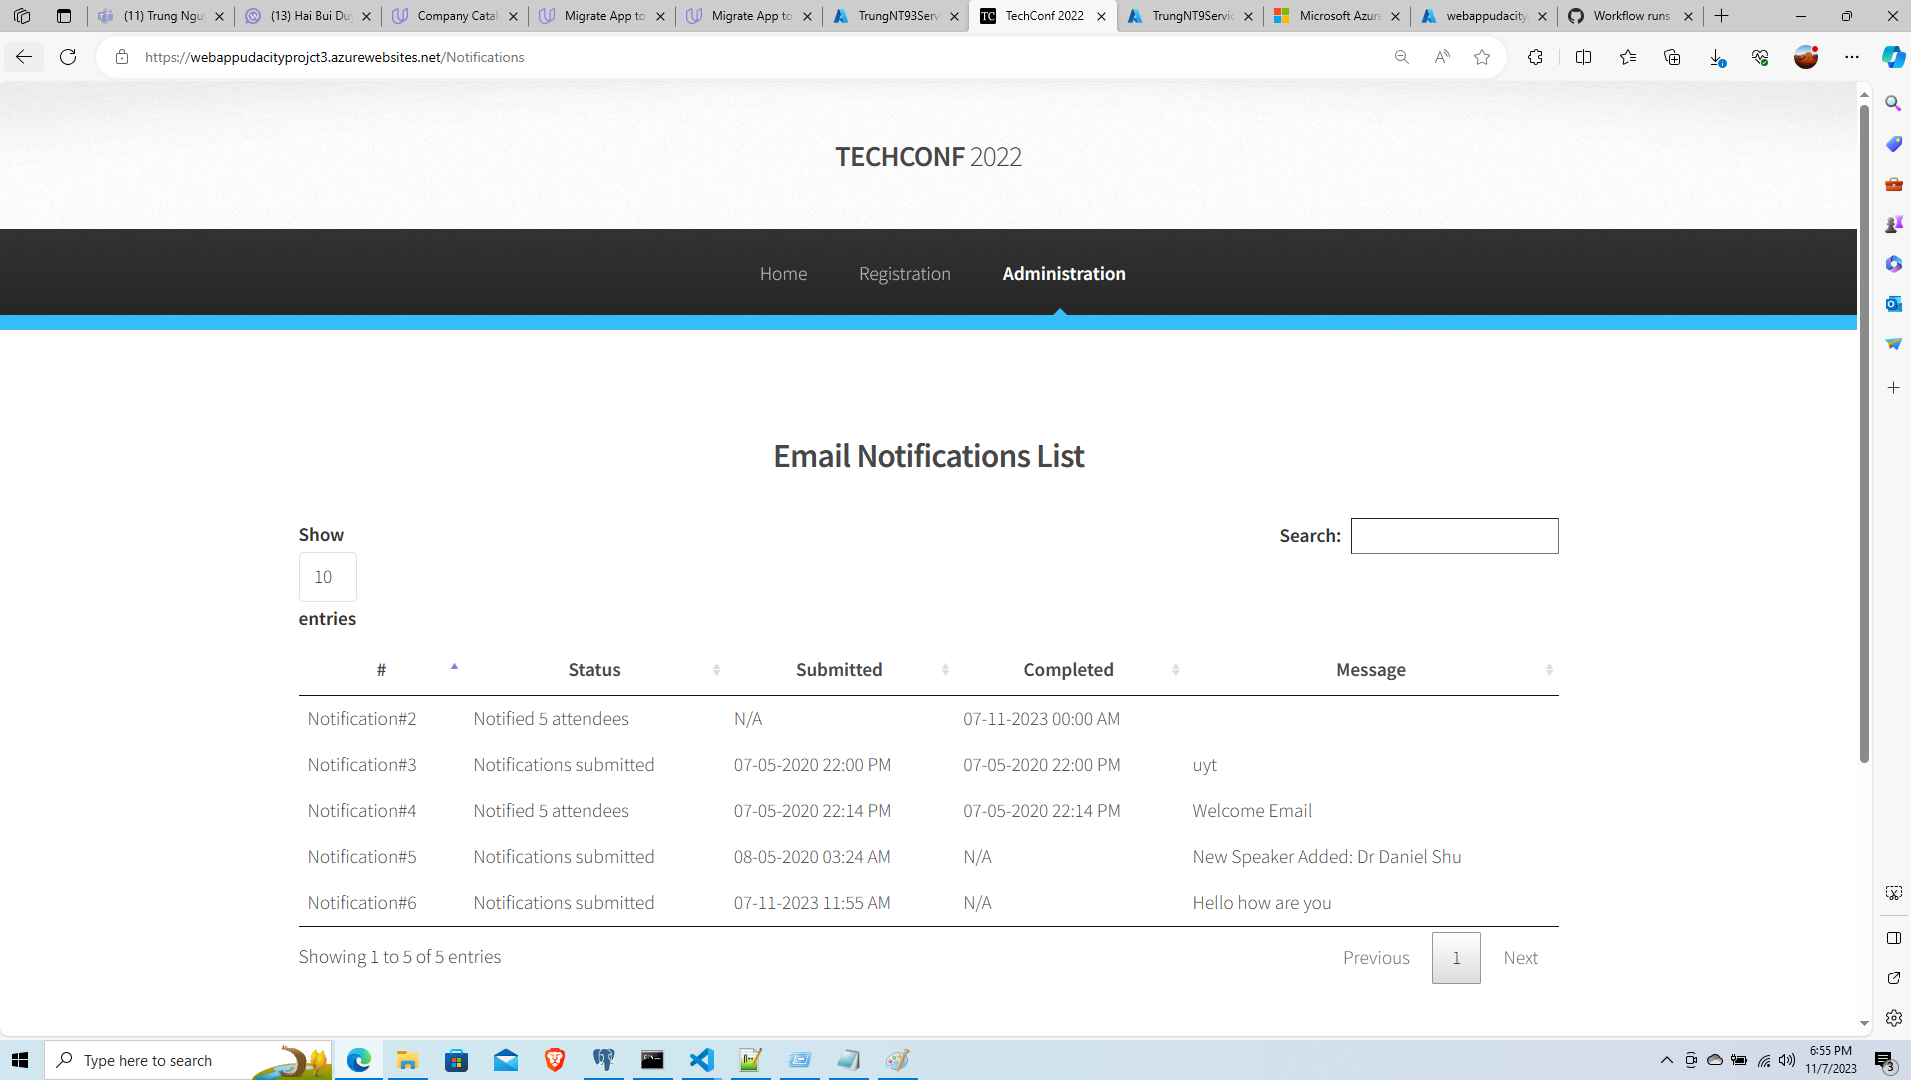 (11) Trung Ngu
(13) Hai Bui Du
Company Catal
Migrate App to
Migrate App to
TrungNT93Serv
TechConf 2022
TrungNT9Servic
Microsoft Azure
webappudacity
Workflow runs
https://webappudacityprojct3.azurewebsites.net/Notifications
TECHCONF 2022
Home Registration Administration
Email Notifications List
Show
10
entries
Search:
# Status Submitted Completed Message
Notification#2 Notified 5 attendees N/A 07-11-2023 00:00 AM
Notification#3 Notifications submitted 07-05-2020 22:00 PM 07-05-2020 22:00 PM uyt
Notification#4 Notified 5 attendees 07-05-2020 22:14 PM 07-05-2020 22:14 PM Welcome Email
Notification#5 Notifications submitted 08-05-2020 03:24 AM N/A New Speaker Added: Dr Daniel Shu
Notification#6 Notifications submitted 07-11-2023 11:55 AM N/A Hello how are you
Showing 1 to 5 of 5 entries
Previous 1 Next
Type here to search
6:55 PM
11/7/2023
3